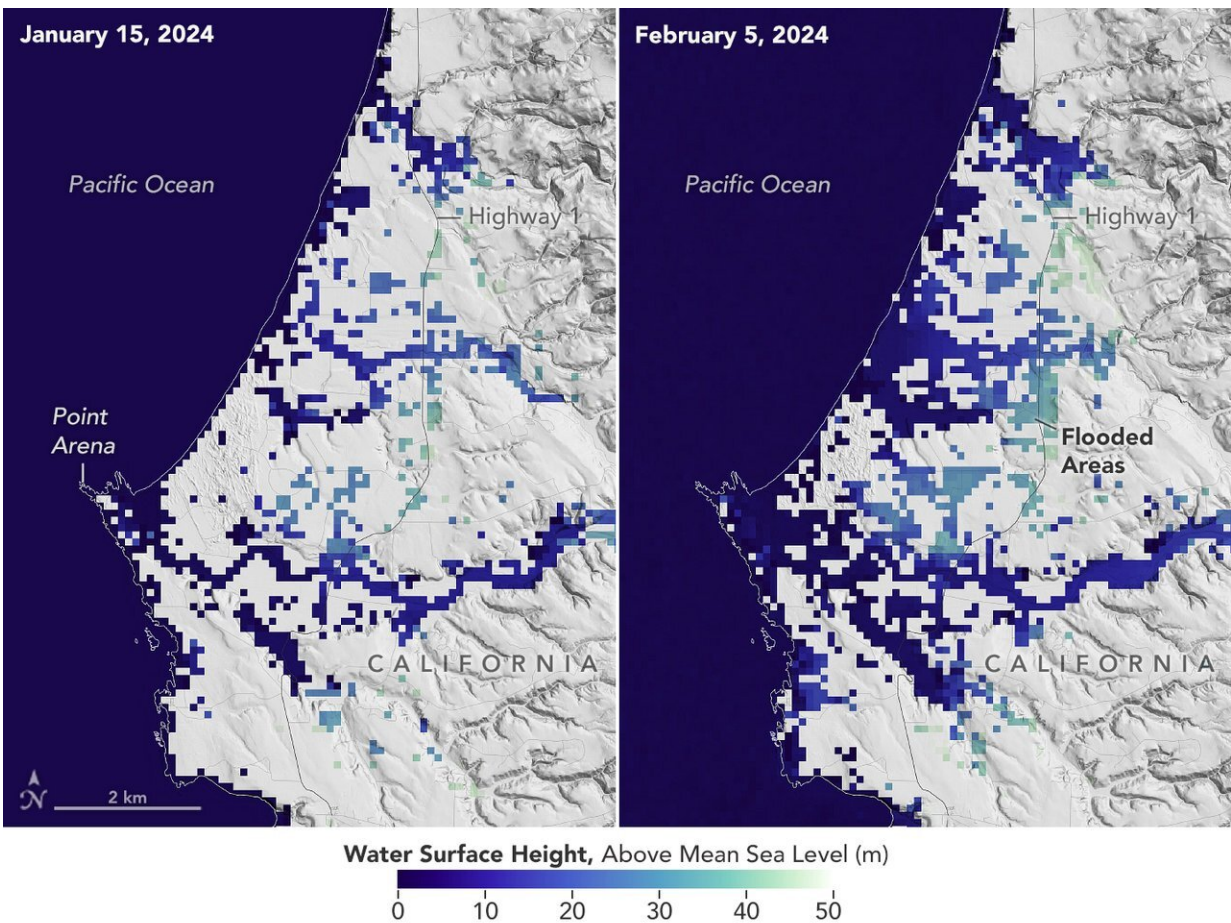 January 15, 2024
February 5, 2024
Pacific Ocean
Pacific Ocean
Highway 1
Highway 1
Point
Arena
Flooded
Areas
CALIFORNIA
CALIFORNIA
N
2 km
Water Surface Height, Above Mean Sea Level (m)
0 10 20 30 40 50